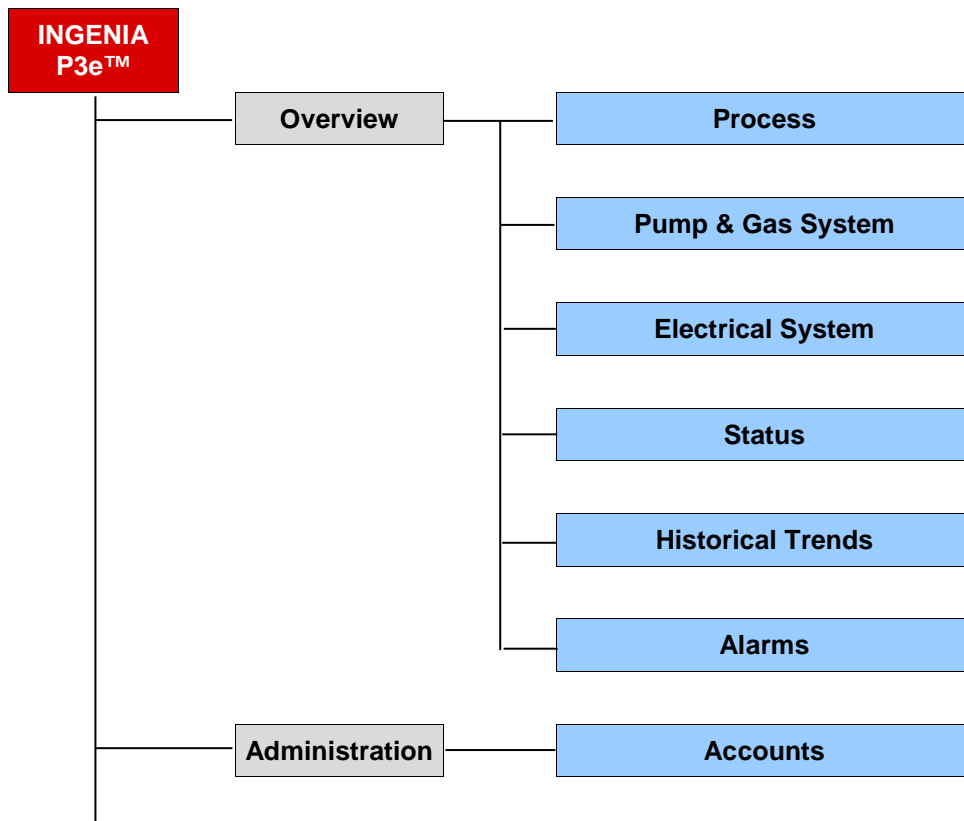 INGENIA
P3e™
Overview
Process
Pump & Gas System
Electrical System
Status
Historical Trends
Alarms
Administration
Accounts